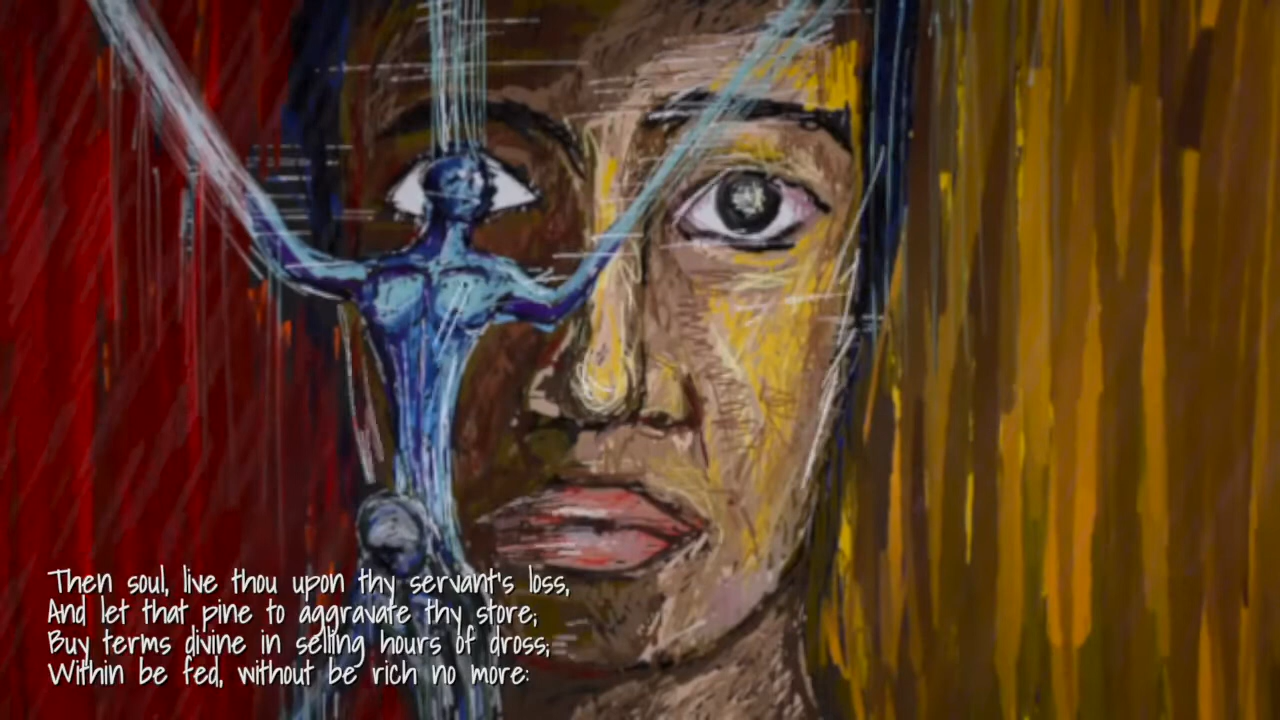 Then soul, live thou upon thy servant's loss,
And let that pine to aggravate thy store;
Buy terms divine in selling hours of dross;
Within be fed, without be rich no more: